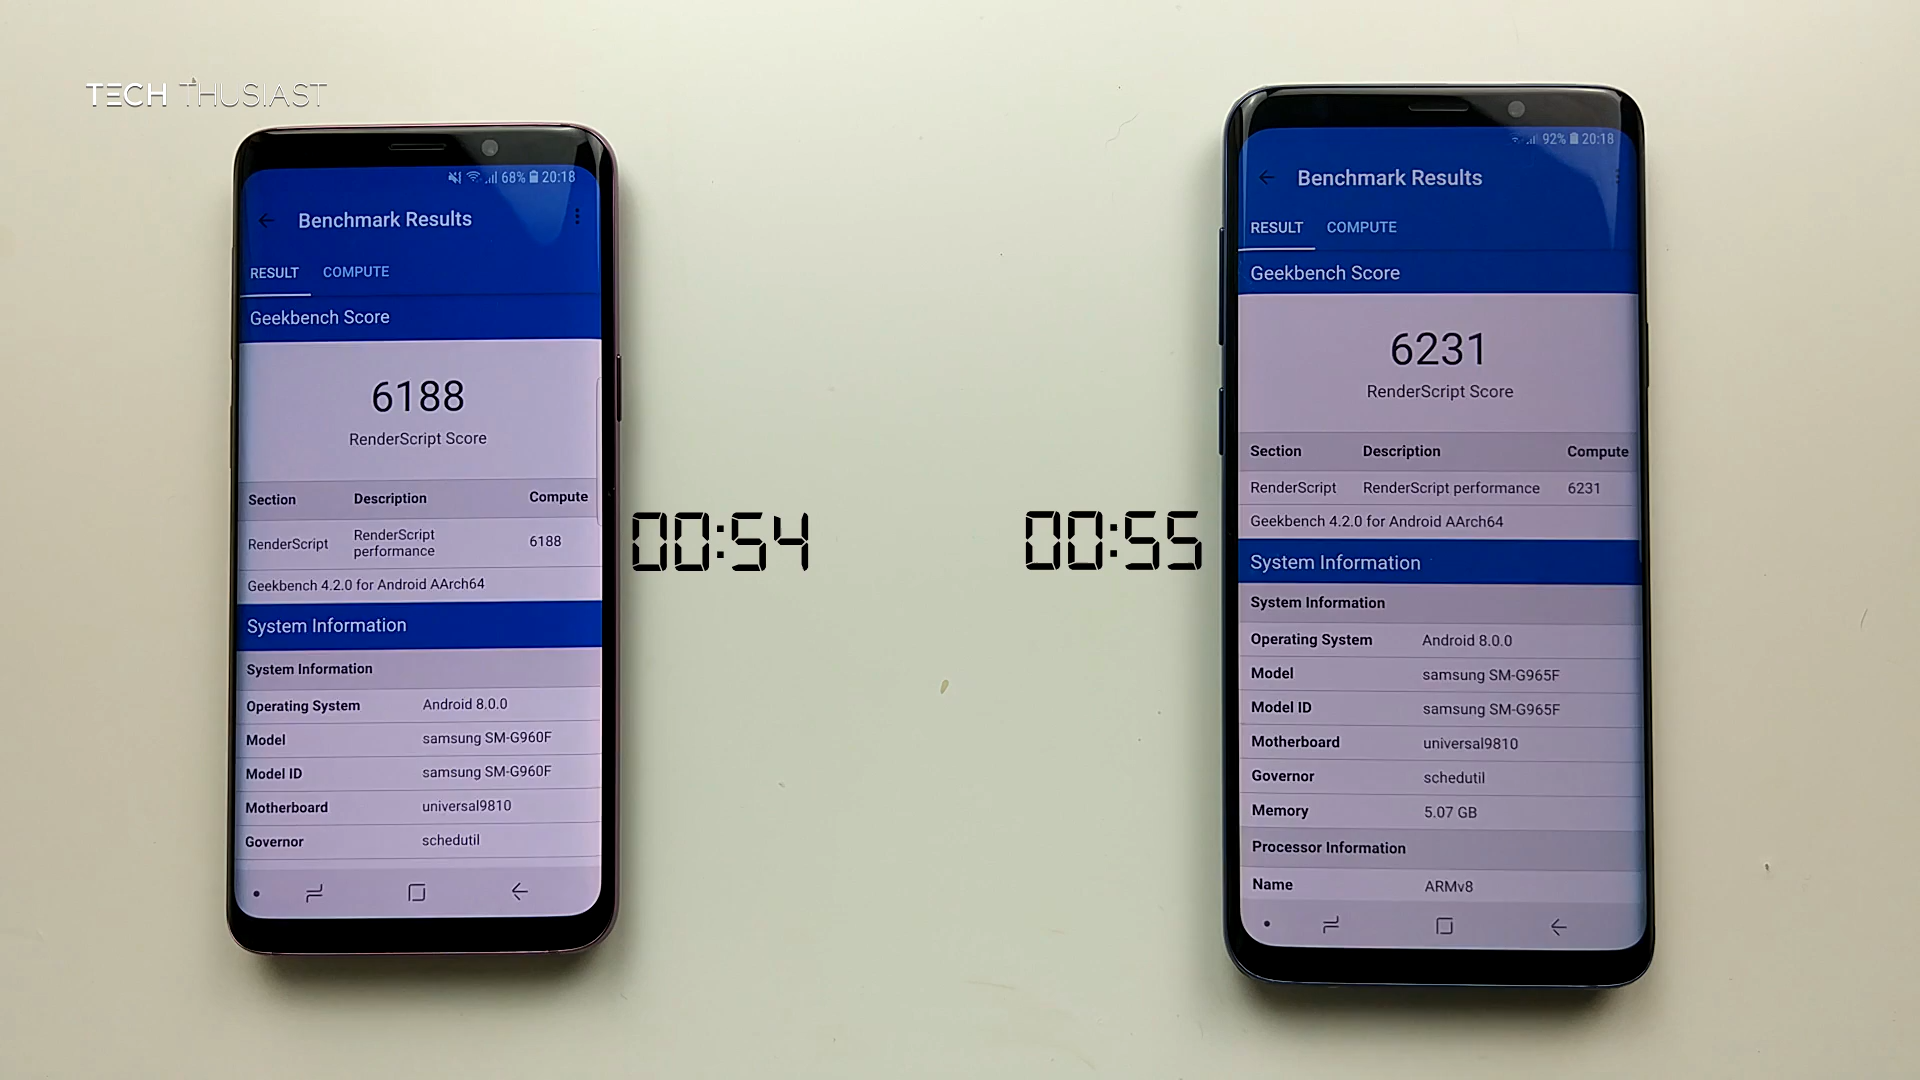 TECH THUSIAST
68% 20:18
Benchmark Results
RESULT COMPUTE
Geekbench Score
6188
RenderScript Score
Section Description Compute
RenderScript RenderScript performance 6188
Geekbench 4.2.0 for Android AArch64
System Information
System Information
Operating System Android 8.0.0
Model samsung SM-G960F
Model ID samsung SM-G960F
Motherboard universal9810
Governor schedutil
00:54
00:55
92% 20:18
Benchmark Results
RESULT COMPUTE
Geekbench Score
6231
RenderScript Score
Section Description Compute
RenderScript RenderScript performance 6231
Geekbench 4.2.0 for Android AArch64
System Information
System Information
Operating System Android 8.0.0
Model samsung SM-G965F
Model ID samsung SM-G965F
Motherboard universal9810
Governor schedutil
Memory 5.07 GB
Processor Information
Name ARMv8